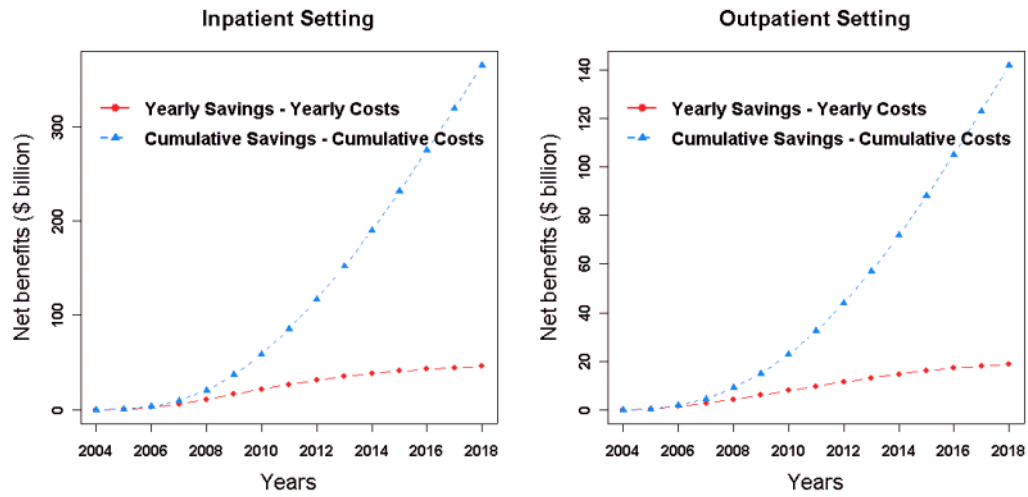 Inpatient Setting
Yearly Savings - Yearly Costs
Cumulative Savings - Cumulative Costs
Net benefits ($ billion)
300
200
100
0
2004 2006 2008 2010 2012 2014 2016 2018
Years
Outpatient Setting
Yearly Savings - Yearly Costs
Cumulative Savings - Cumulative Costs
Net benefits ($ billion)
140
120
100
80
60
40
20
0
2004 2006 2008 2010 2012 2014 2016 2018
Years